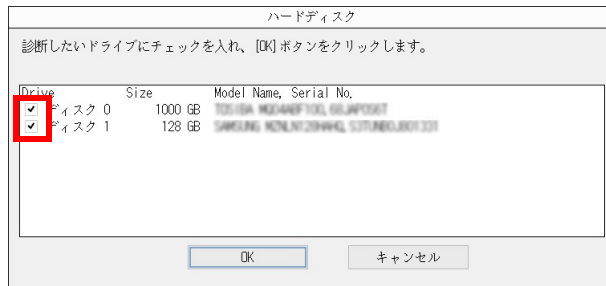 ハードディスク
診断したいドライブにチェックを入れ、[OK]ボタンをクリックします。
Drive Size Model Name, Serial No.
ディスク 0 1000 GB
ディスク 1 128 GB
OK キャンセル